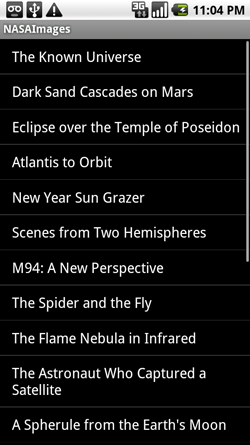 3G 11:04 PM
NASAImages
The Known Universe
Dark Sand Cascades on Mars
Eclipse over the Temple of Poseidon
Atlantis to Orbit
New Year Sun Grazer
Scenes from Two Hemispheres
M94: A New Perspective
The Spider and the Fly
The Flame Nebula in Infrared
The Astronaut Who Captured a
Satellite
A Spherule from the Earth's Moon